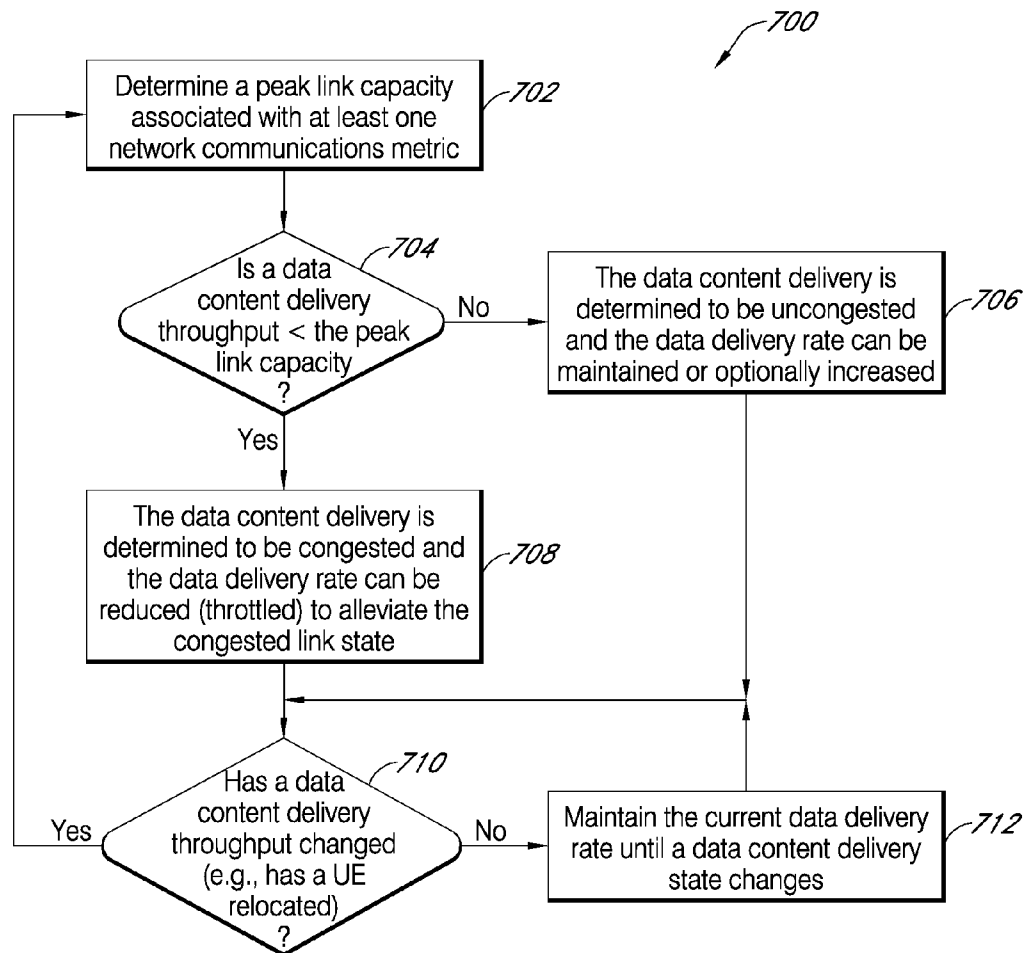 700
Determine a peak link capacity
associated with at least one
network communications metric
702
Is a data
content delivery
throughput < the peak
link capacity
?
704
No
The data content delivery is
determined to be uncongested
and the data delivery rate can be
maintained or optionally increased
706
Yes
The data content delivery is
determined to be congested and
the data delivery rate can be
reduced (throttled) to alleviate the
congested link state
708
Has a data
content delivery
throughput changed
(e.g., has a UE
relocated)
?
710
Yes
No
Maintain the current data delivery
rate until a data content delivery
state changes
712